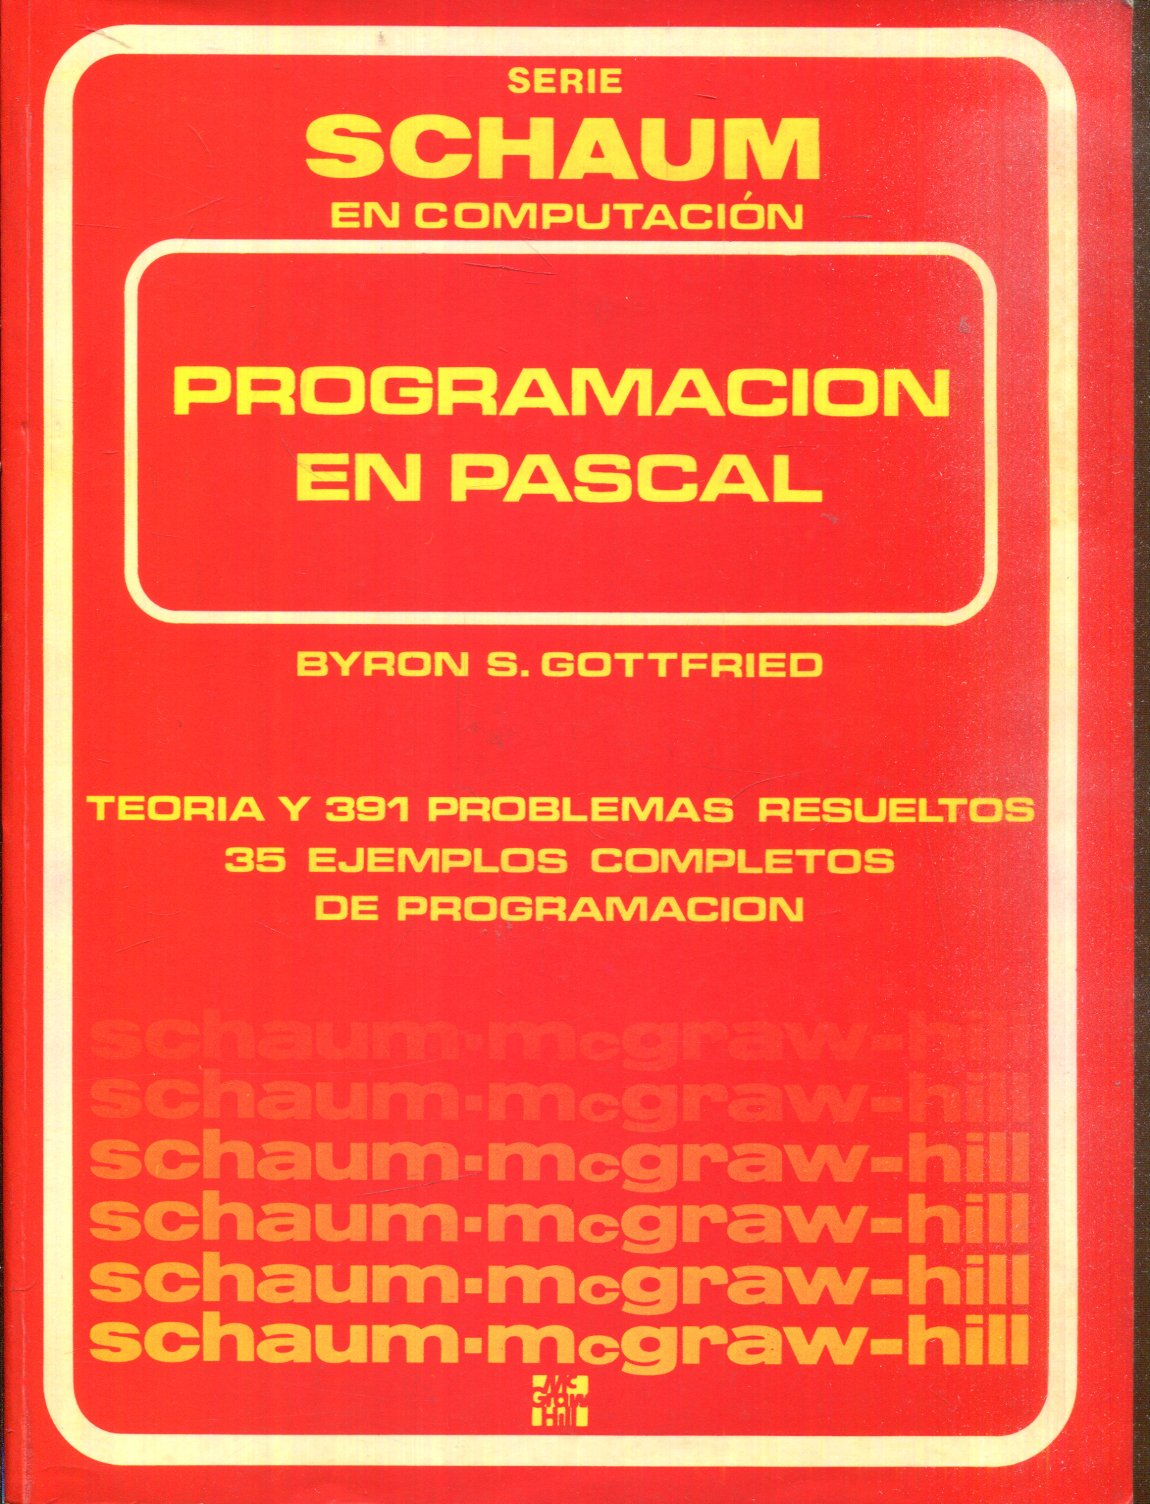 SERIE
SCHAUM
EN COMPUTACIÓN
PROGRAMACION
EN PASCAL
BYRON S. GOTTFRIED
TEORIA Y 391 PROBLEMAS RESUELTOS
35 EJEMPLOS COMPLETOS
DE PROGRAMACION
schaum·mcgraw-hill
schaum·mcgraw-hill
schaum·mcgraw-hill
schaum·mcgraw-hill
schaum·mcgraw-hill
schaum·mcgraw-hill
Mc
Graw
Hill